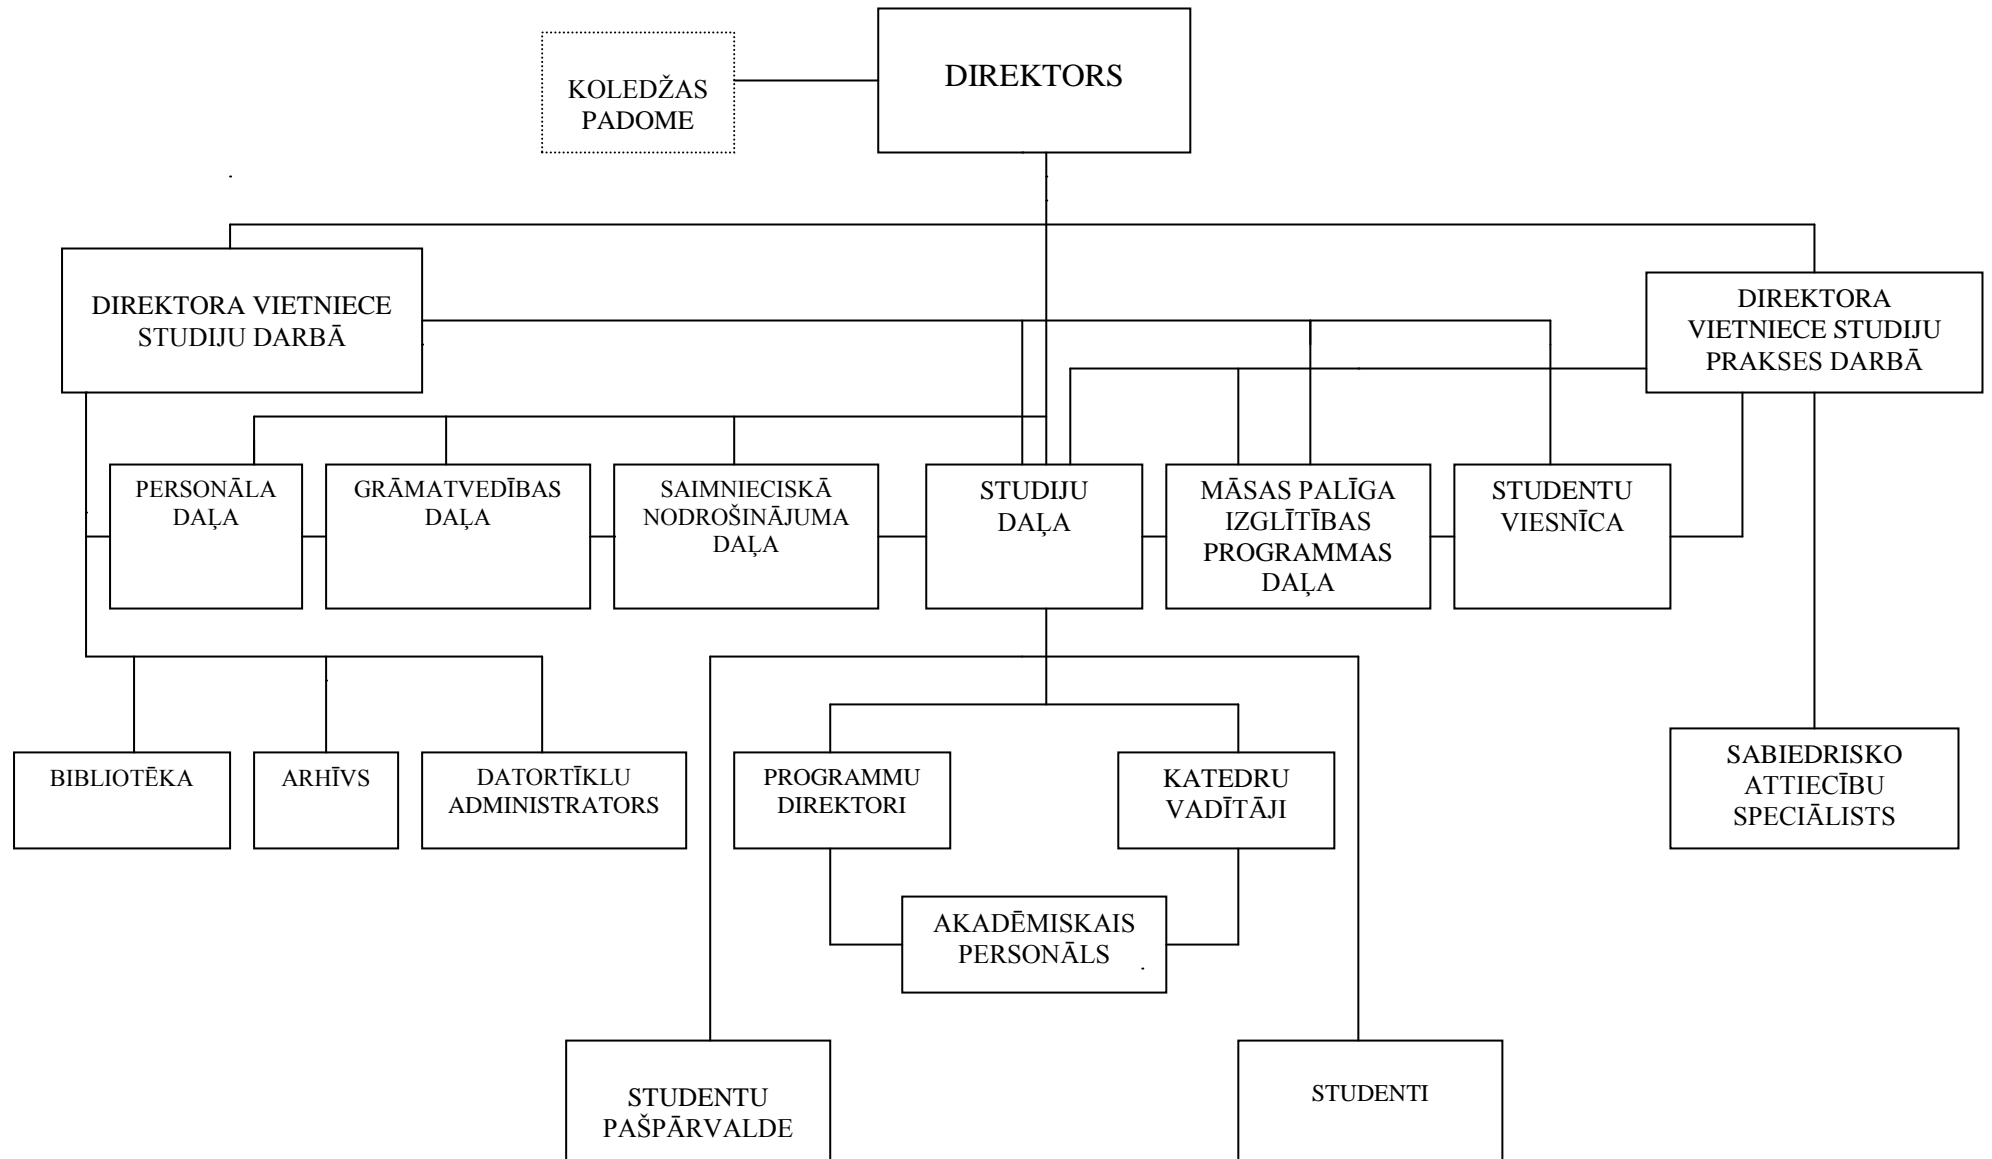 KOLEDŽAS
PADOME
DIREKTORS
DIREKTORA VIETNIECE
STUDIJU DARBĀ
DIREKTORA
VIETNIECE STUDIJU
PRAKSES DARBĀ
PERSONĀLA
DAĻA
GRĀMATVEDĪBAS
DAĻA
SAIMNIECISKĀ
NODROŠINĀJUMA
DAĻA
STUDIJU
DAĻA
MĀSAS PALĪGA
IZGLĪTĪBAS
PROGRAMMAS
DAĻA
STUDENTU
VIESNĪCA
BIBLIOTĒKA
ARHĪVS
DATORTĪKLU
ADMINISTRATORS
PROGRAMMU
DIREKTORI
KATEDRU
VADĪTĀJI
SABIEDRISKO
ATTIECĪBU
SPECIĀLISTS
AKADĒMISKAIS
PERSONĀLS
STUDENTU
PAŠPĀRVALDE
STUDENTI